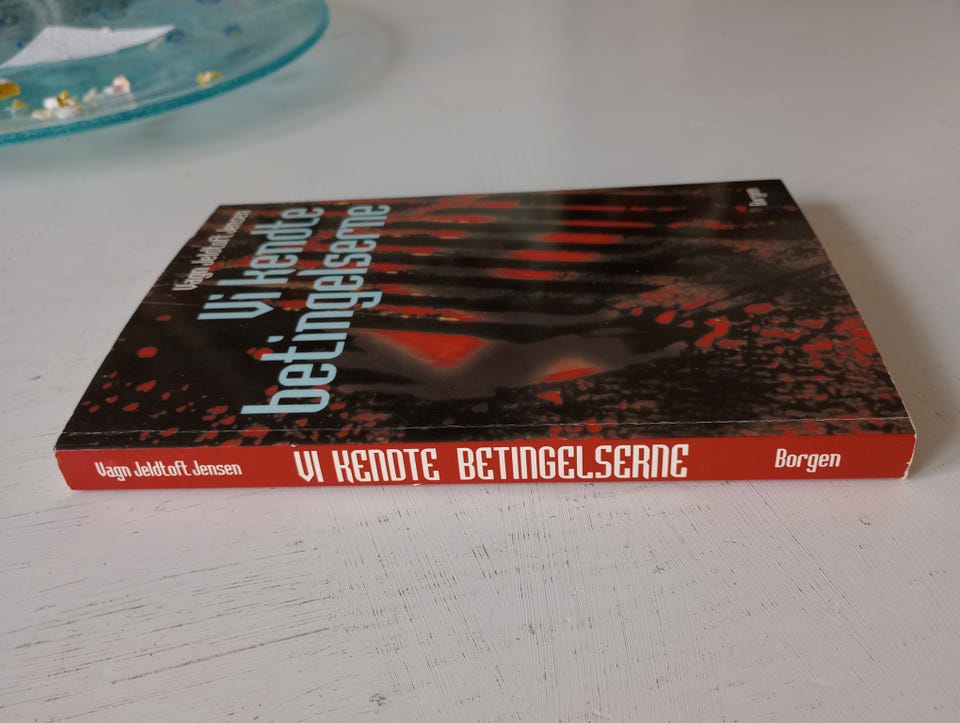 Vagn Jeldtoft Jensen
Vi kendte
betingelserne
Borgen
Vagn Jeldtoft Jensen
VI KENDTE BETINGELSERNE
Borgen